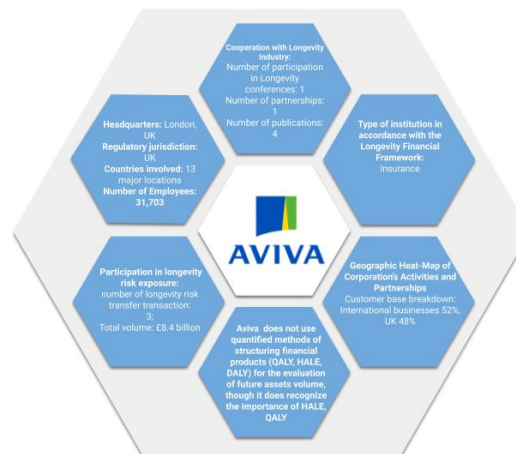 Cooperation with Longevity
Industry:
Number of participation
in Longevity
conferences: 1
Number of partnerships:
1
Number of publications:
4
Headquarters: London,
UK
Regulatory jurisdiction:
UK
Countries involved: 13
major locations
Number of Employees:
31,703
Type of institution in
accordance with the
Longevity Financial
Framework:
Insurance
AVIVA
Participation in longevity
risk exposure:
number of longevity risk
transfer transaction:
3;
Total volume: £8.4 billion
Geographic Heat-Map of
Corporation's Activities and
Partnerships
Customer base breakdown:
International businesses 52%,
UK 48%
Aviva does not use
quantified methods of
structuring financial
products (QALY, HALE,
DALY) for the evaluation
of future assets volume,
though it does recognize
the importance of HALE,
QALY